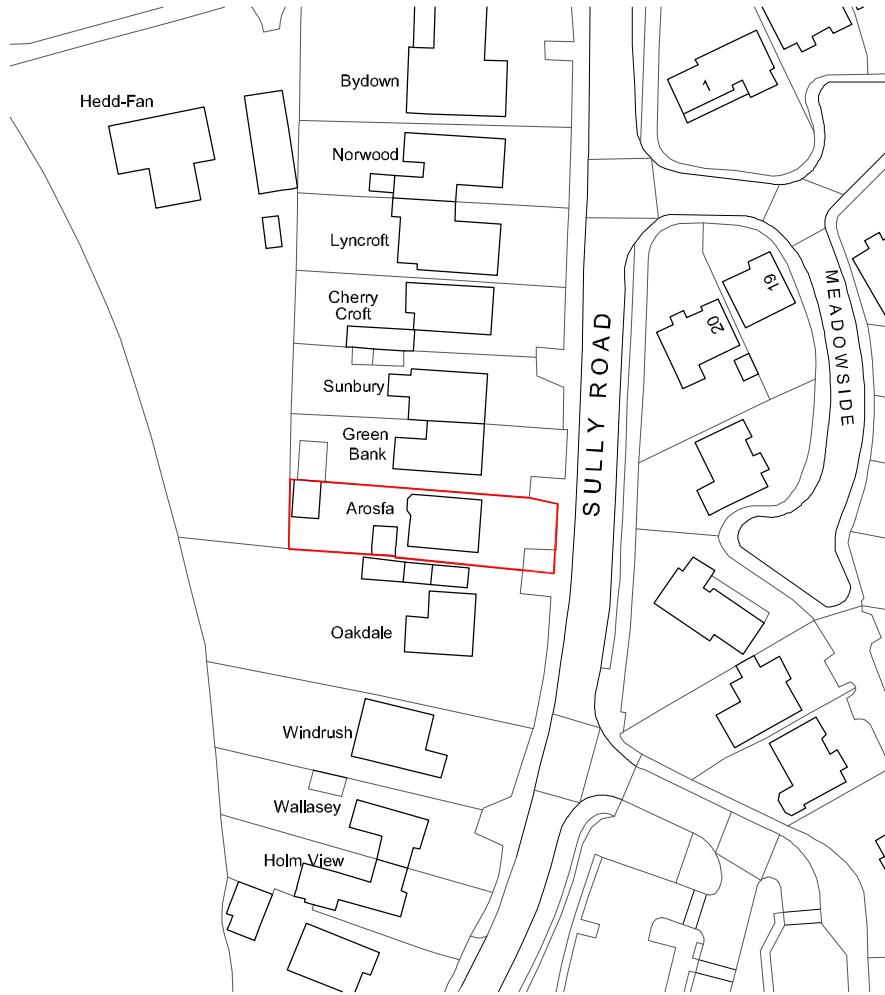 Bydown
1
Hedd-Fan
Norwood
Lyncroft
Cherry
Croft
19
20
MEADOWSIDE
SULLY ROAD
Sunbury
Green
Bank
Arosfa
Oakdale
Windrush
Wallasey
Holm View